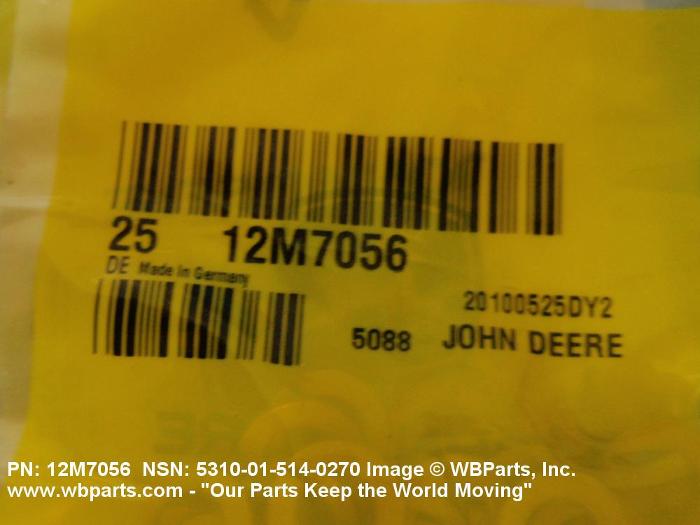 25 12M7056
DE Made In Germany
20100525DY2
5088 JOHN DEERE
PN: 12M7056 NSN: 5310-01-514-0270 Image © WBParts, Inc.
www.wbparts.com - "Our Parts Keep the World Moving"